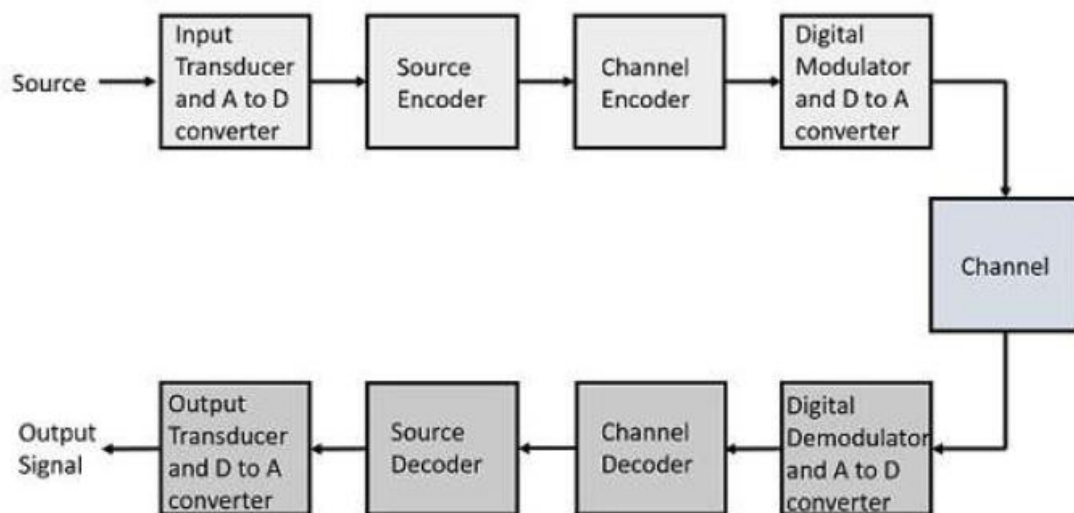 Source
Input
Transducer
and A to D
converter
Source
Encoder
Channel
Encoder
Digital
Modulator
and D to A
converter
Channel
Digital
Demodulator
and A to D
converter
Channel
Decoder
Source
Decoder
Output
Transducer
and D to A
converter
Output
Signal